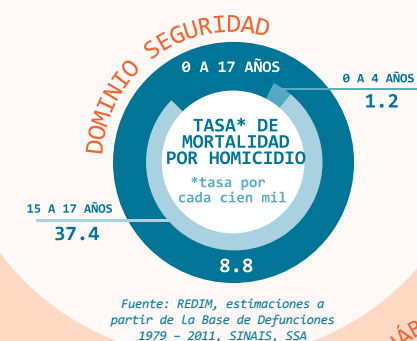 DOMINIO SEGURIDAD
0 A 17 AÑOS
0 A 4 AÑOS
1.2
TASA* DE
MORTALIDAD
POR HOMICIDIO
*tasa por
cada cien mil
15 A 17 AÑOS
37.4
8.8
Fuente: REDIM, estimaciones a
partir de la Base de Defunciones
1979 – 2011, SINAIS, SSA